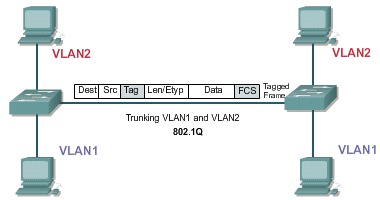 VLAN2
VLAN2
Dest Src Tag Len/Etyp Data FCS Tagged Frame
Trunking VLAN1 and VLAN2
802.1Q
VLAN1
VLAN1